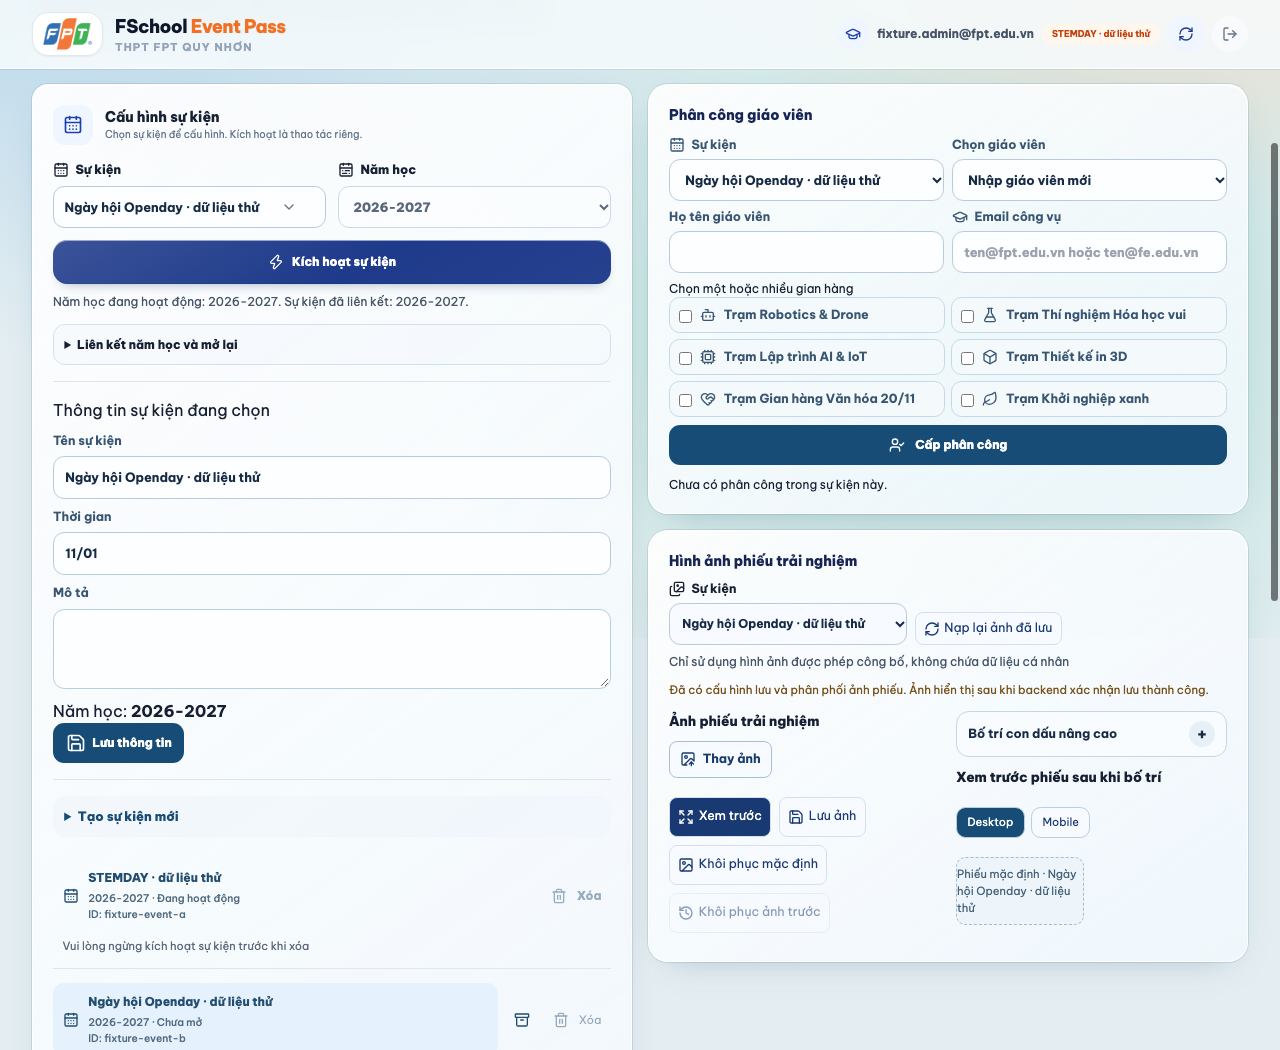 FPT
FSchool Event Pass
THPT FPT QUY NHƠN
fixture.admin@fpt.edu.vn
STEMDAY · dữ liệu thử
Cấu hình sự kiện
Chọn sự kiện để cấu hình. Kích hoạt là thao tác riêng.
Sự kiện
Năm học
Ngày hội Openday · dữ liệu thử
2026-2027
Kích hoạt sự kiện
Năm học đang hoạt động: 2026-2027. Sự kiện đã liên kết: 2026-2027.
Liên kết năm học và mở lại
Thông tin sự kiện đang chọn
Tên sự kiện
Ngày hội Openday · dữ liệu thử
Thời gian
11/01
Mô tả
Năm học: 2026-2027
Lưu thông tin
Tạo sự kiện mới
STEMDAY · dữ liệu thử
2026-2027 · Đang hoạt động
ID: fixture-event-a
Xóa
Vui lòng ngừng kích hoạt sự kiện trước khi xóa
Ngày hội Openday · dữ liệu thử
2026-2027 · Chưa mở
ID: fixture-event-b
Xóa
Phân công giáo viên
Sự kiện
Chọn giáo viên
Ngày hội Openday · dữ liệu thử
Nhập giáo viên mới
Họ tên giáo viên
Email công vụ
ten@fpt.edu.vn hoặc ten@fe.edu.vn
Chọn một hoặc nhiều gian hàng
Trạm Robotics & Drone
Trạm Thí nghiệm Hóa học vui
Trạm Lập trình AI & IoT
Trạm Thiết kế in 3D
Trạm Gian hàng Văn hóa 20/11
Trạm Khởi nghiệp xanh
Cấp phân công
Chưa có phân công trong sự kiện này.
Hình ảnh phiếu trải nghiệm
Sự kiện
Ngày hội Openday · dữ liệu thử
Nạp lại ảnh đã lưu
Chỉ sử dụng hình ảnh được phép công bố, không chứa dữ liệu cá nhân
Đã có cấu hình lưu và phân phối ảnh phiếu. Ảnh hiển thị sau khi backend xác nhận lưu thành công.
Ảnh phiếu trải nghiệm
Thay ảnh
Xem trước
Lưu ảnh
Khôi phục mặc định
Khôi phục ảnh trước
Bố trí con dấu nâng cao
+
Xem trước phiếu sau khi bố trí
Desktop
Mobile
Phiếu mặc định · Ngày
hội Openday · dữ liệu
thử